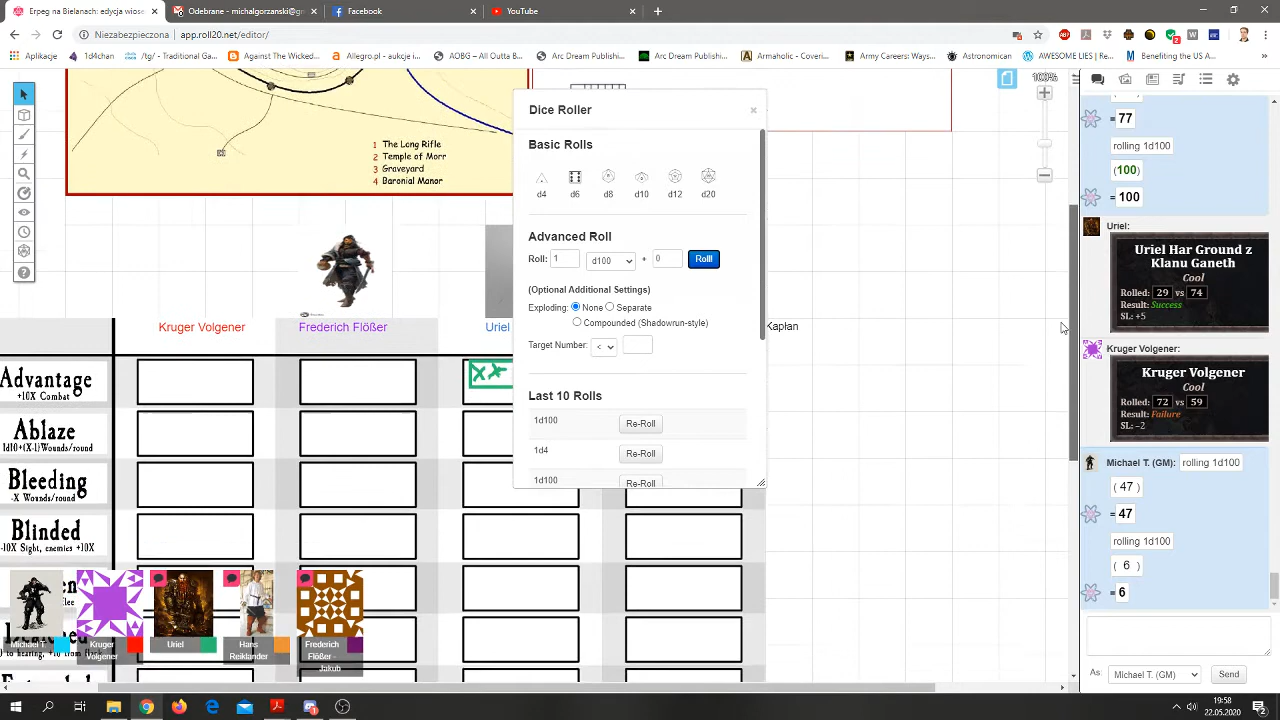 Erpeg na Bielanach: edycja wiose
Odebrane - michalgoranski@gm
Facebook
YouTube
Niezabezpieczona
app.roll20.net/editor/
Aplikacje
1d4chan
/tg/ - Traditional Ga...
Against The Wicked...
Allegro.pl - aukcje i...
AOBH - All Outta B...
Arc Dream Publishi...
Arc Dream Publishi...
Armaholic - Coverin...
Army Careers: Ways...
Astronomican
AWESOME LIES | Ro...
Benefiting the US A...
1 The Long Rifle
2 Temple of Morr
3 Graveyard
4 Baronial Manor
Kruger Volgener
Frederich Flößer
Uriel
Kapłan
Advantage
+10X Combat
Ablaze
1d10+(X-1)Wounds/round
Bleeding
-X Wounds/round
Blinded
-10X Sight, enemies +10X
Michael T.
Kruger
Volgener
Uriel
Hans
Reiklander
Frederich
Flößer -
Jakub
Dice Roller
×
Basic Rolls
d4
d6
d8
d10
d12
d20
Advanced Roll
Roll: 1 d100 + 0 Roll!
(Optional Additional Settings)
Exploding: None Separate
Compounded (Shadowrun-style)
Target Number: <
Last 10 Rolls
1d100 Re-Roll
1d4 Re-Roll
1d100 Re-Roll
100%
= 77
rolling 1d100
(100)
= 100
Uriel:
Uriel Har Ground z
Klanu Ganeth
Cool
Rolled: 29 vs 74
Result: Success
SL: +5
Kruger Volgener:
Kruger Volgener
Cool
Rolled: 72 vs 59
Result: Failure
SL: -2
Michael T. (GM): rolling 1d100
( 47 )
= 47
rolling 1d100
( 6 )
= 6
As: Michael T. (GM) Send
19:58
22.05.2020